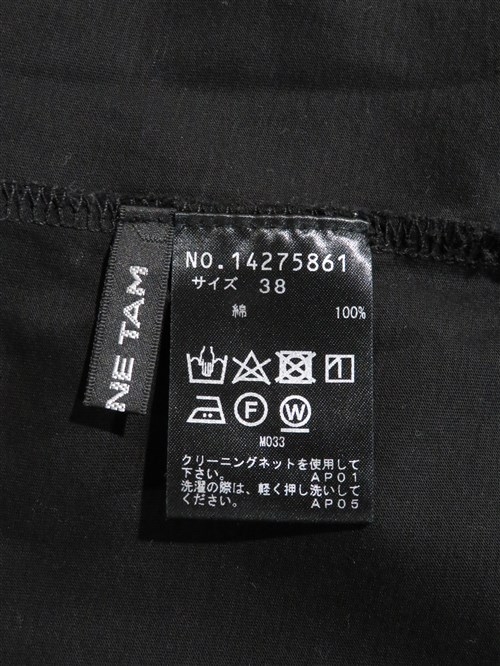 NE TAM
NO.14275861
サイズ 38
綿 100%
F W
M033
クリーニングネットを使用して
下さい。 AP01
洗濯の際は、軽く押し洗いして
ください。 AP05